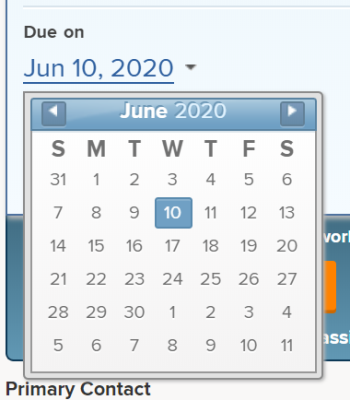 Due on
Jun 10, 2020
June 2020
S M T W T F S
31 1 2 3 4 5 6
7 8 9 10 11 12 13
14 15 16 17 18 19 20
21 22 23 24 25 26 27
28 29 30 1 2 3 4
5 6 7 8 9 10 11
Primary Contact